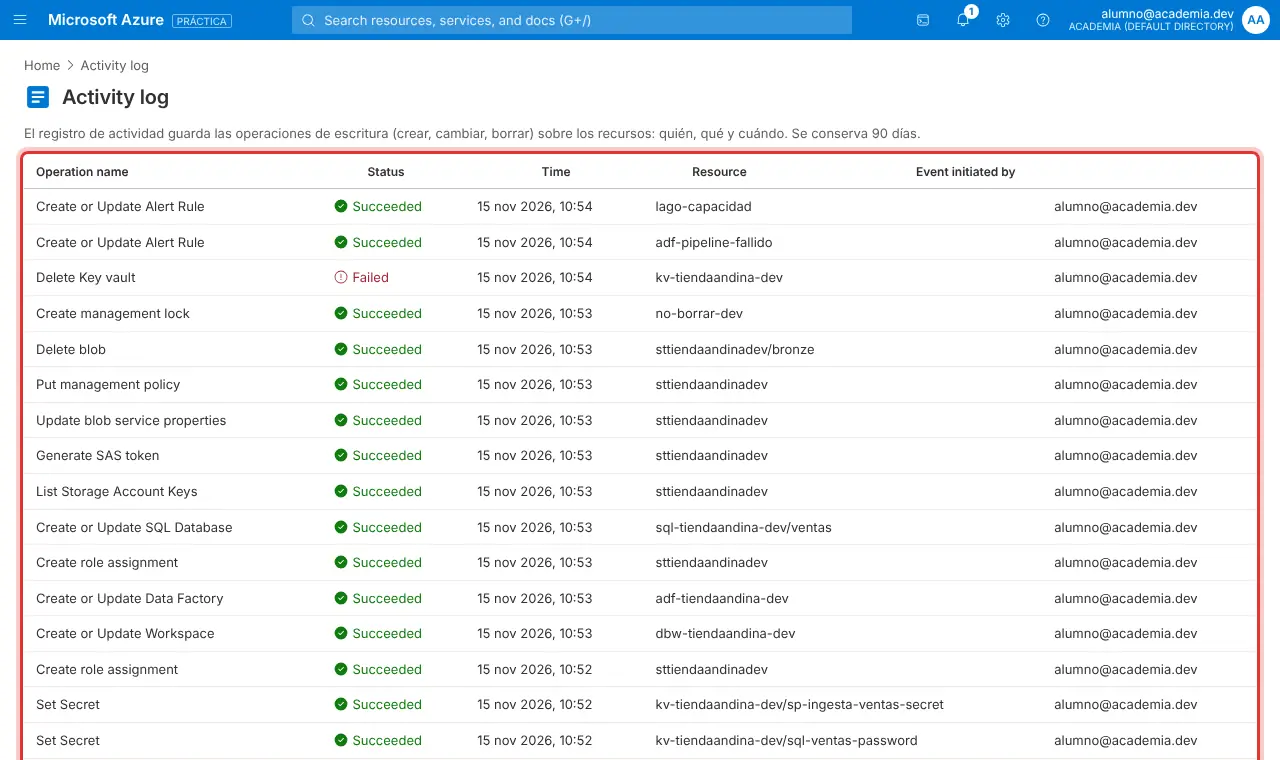 Microsoft Azure PRÁCTICA
Search resources, services, and docs (G+/)
1
alumno@academia.dev
ACADEMIA (DEFAULT DIRECTORY)
AA
Home > Activity log
Activity log
El registro de actividad guarda las operaciones de escritura (crear, cambiar, borrar) sobre los recursos: quién, qué y cuándo. Se conserva 90 días.
Operation name Status Time Resource Event initiated by
Create or Update Alert Rule Succeeded 15 nov 2026, 10:54 lago-capacidad alumno@academia.dev
Create or Update Alert Rule Succeeded 15 nov 2026, 10:54 adf-pipeline-fallido alumno@academia.dev
Delete Key vault Failed 15 nov 2026, 10:54 kv-tiendaandina-dev alumno@academia.dev
Create management lock Succeeded 15 nov 2026, 10:53 no-borrar-dev alumno@academia.dev
Delete blob Succeeded 15 nov 2026, 10:53 sttiendaandinadev/bronze alumno@academia.dev
Put management policy Succeeded 15 nov 2026, 10:53 sttiendaandinadev alumno@academia.dev
Update blob service properties Succeeded 15 nov 2026, 10:53 sttiendaandinadev alumno@academia.dev
Generate SAS token Succeeded 15 nov 2026, 10:53 sttiendaandinadev alumno@academia.dev
List Storage Account Keys Succeeded 15 nov 2026, 10:53 sttiendaandinadev alumno@academia.dev
Create or Update SQL Database Succeeded 15 nov 2026, 10:53 sql-tiendaandina-dev/ventas alumno@academia.dev
Create role assignment Succeeded 15 nov 2026, 10:53 sttiendaandinadev alumno@academia.dev
Create or Update Data Factory Succeeded 15 nov 2026, 10:53 adf-tiendaandina-dev alumno@academia.dev
Create or Update Workspace Succeeded 15 nov 2026, 10:53 dbw-tiendaandina-dev alumno@academia.dev
Create role assignment Succeeded 15 nov 2026, 10:52 sttiendaandinadev alumno@academia.dev
Set Secret Succeeded 15 nov 2026, 10:52 kv-tiendaandina-dev/sp-ingesta-ventas-secret alumno@academia.dev
Set Secret Succeeded 15 nov 2026, 10:52 kv-tiendaandina-dev/sql-ventas-password alumno@academia.dev